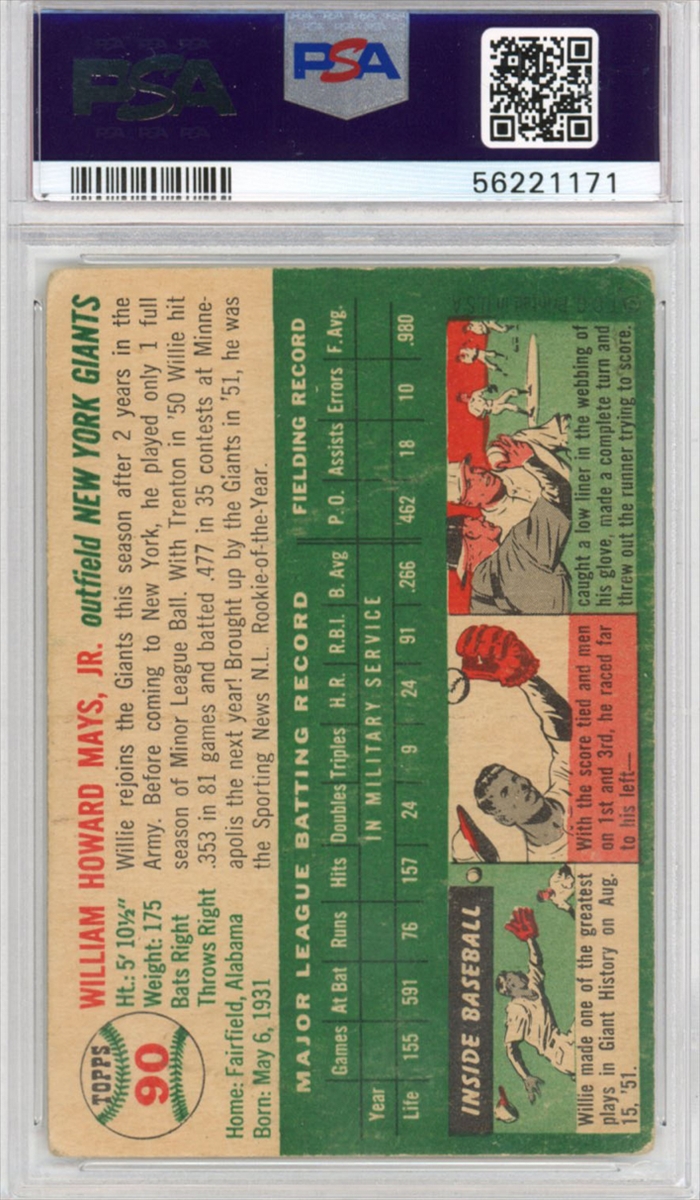 PSA
PSA PSA PSA
PSA
56221171
TOPPS
90
WILLIAM HOWARD MAYS, JR. outfield NEW YORK GIANTS
Ht.: 5' 10½"
Weight: 175
Bats Right
Throws Right
Home: Fairfield, Alabama
Born: May 6, 1931
Willie rejoins the Giants this season after 2 years in the
Army. Before coming to New York, he played only 1 full
season of Minor League Ball. With Trenton in '50 Willie hit
.353 in 81 games and batted .477 in 35 contests at Minne-
apolis the next year! Brought up by the Giants in '51, he was
the Sporting News N.L. Rookie-of-the-Year.
MAJOR LEAGUE BATTING RECORD FIELDING RECORD
Games At Bat Runs Hits Doubles Triples H. R. R.B.I. B. Avg P. O. Assists Errors F. Avg.
Year IN MILITARY SERVICE
Life 155 591 76 157 24 9 24 91 .266 462 18 10 .980
INSIDE BASEBALL
Willie made one of the greatest
plays in Giant History on Aug.
15, '51.
With the score tied and men
on 1st and 3rd, he raced far
to his left—
caught a low liner in the webbing of
his glove, made a complete turn and
threw out the runner trying to score.
Printed in U.S.A.